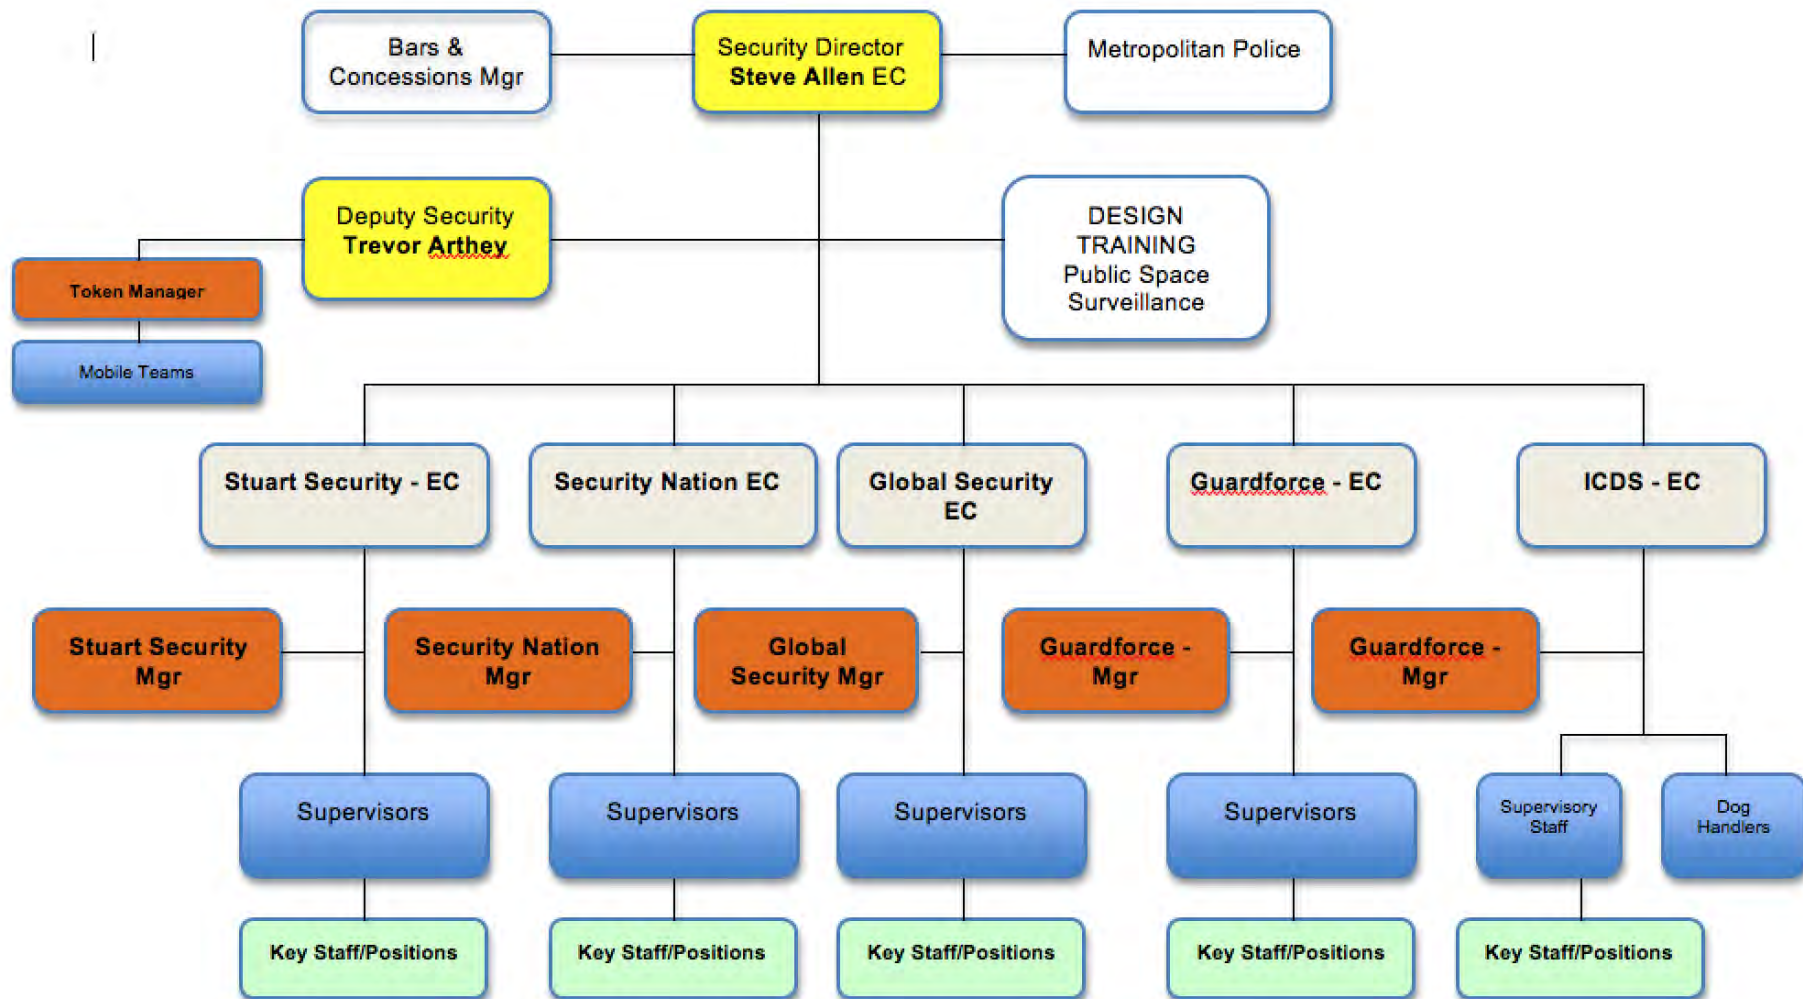 Bars &
Concessions Mgr
Security Director
Steve Allen EC
Metropolitan Police
Deputy Security
Trevor Arthey
DESIGN
TRAINING
Public Space
Surveillance
Token Manager
Mobile Teams
Stuart Security - EC
Security Nation EC
Global Security
EC
Guardforce - EC
ICDS - EC
Stuart Security
Mgr
Security Nation
Mgr
Global
Security Mgr
Guardforce -
Mgr
Guardforce -
Mgr
Supervisors
Supervisors
Supervisors
Supervisors
Supervisory
Staff
Dog
Handlers
Key Staff/Positions
Key Staff/Positions
Key Staff/Positions
Key Staff/Positions
Key Staff/Positions